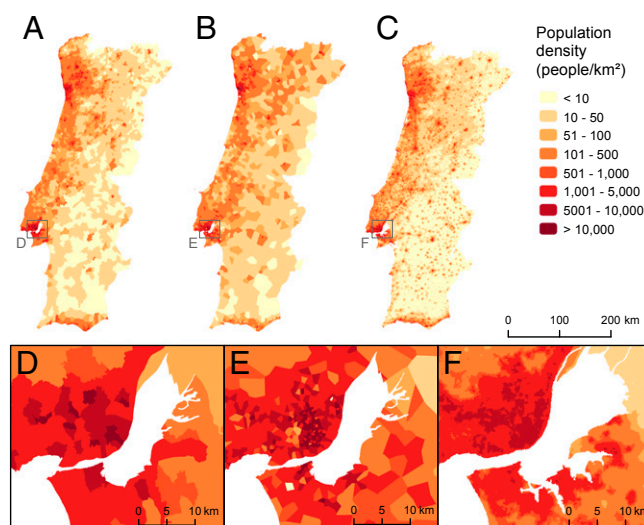 A B C
Population
density
(people/km²)
< 10
10 - 50
51 - 100
101 - 500
501 - 1,000
1,001 - 5,000
5001 - 10,000
> 10,000
D E F
0 100 200 km
D E F
0 5 10 km 0 5 10 km 0 5 10 km